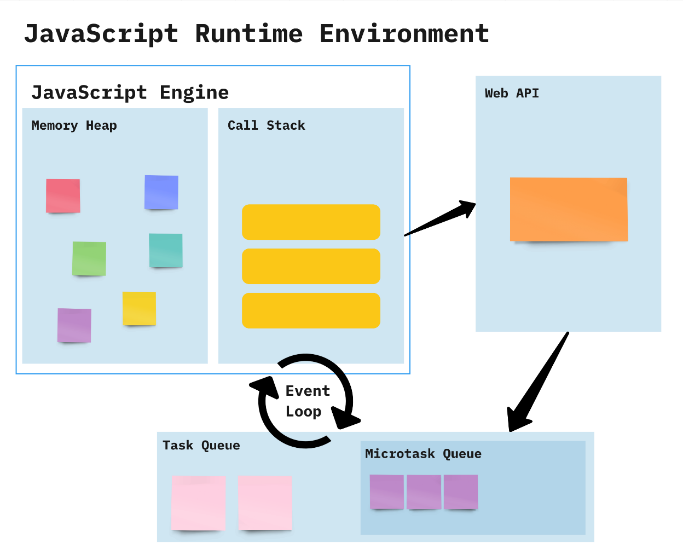 JavaScript Runtime Environment
JavaScript Engine
Memory Heap
Call Stack
Web API
Event
Loop
Task Queue
Microtask Queue